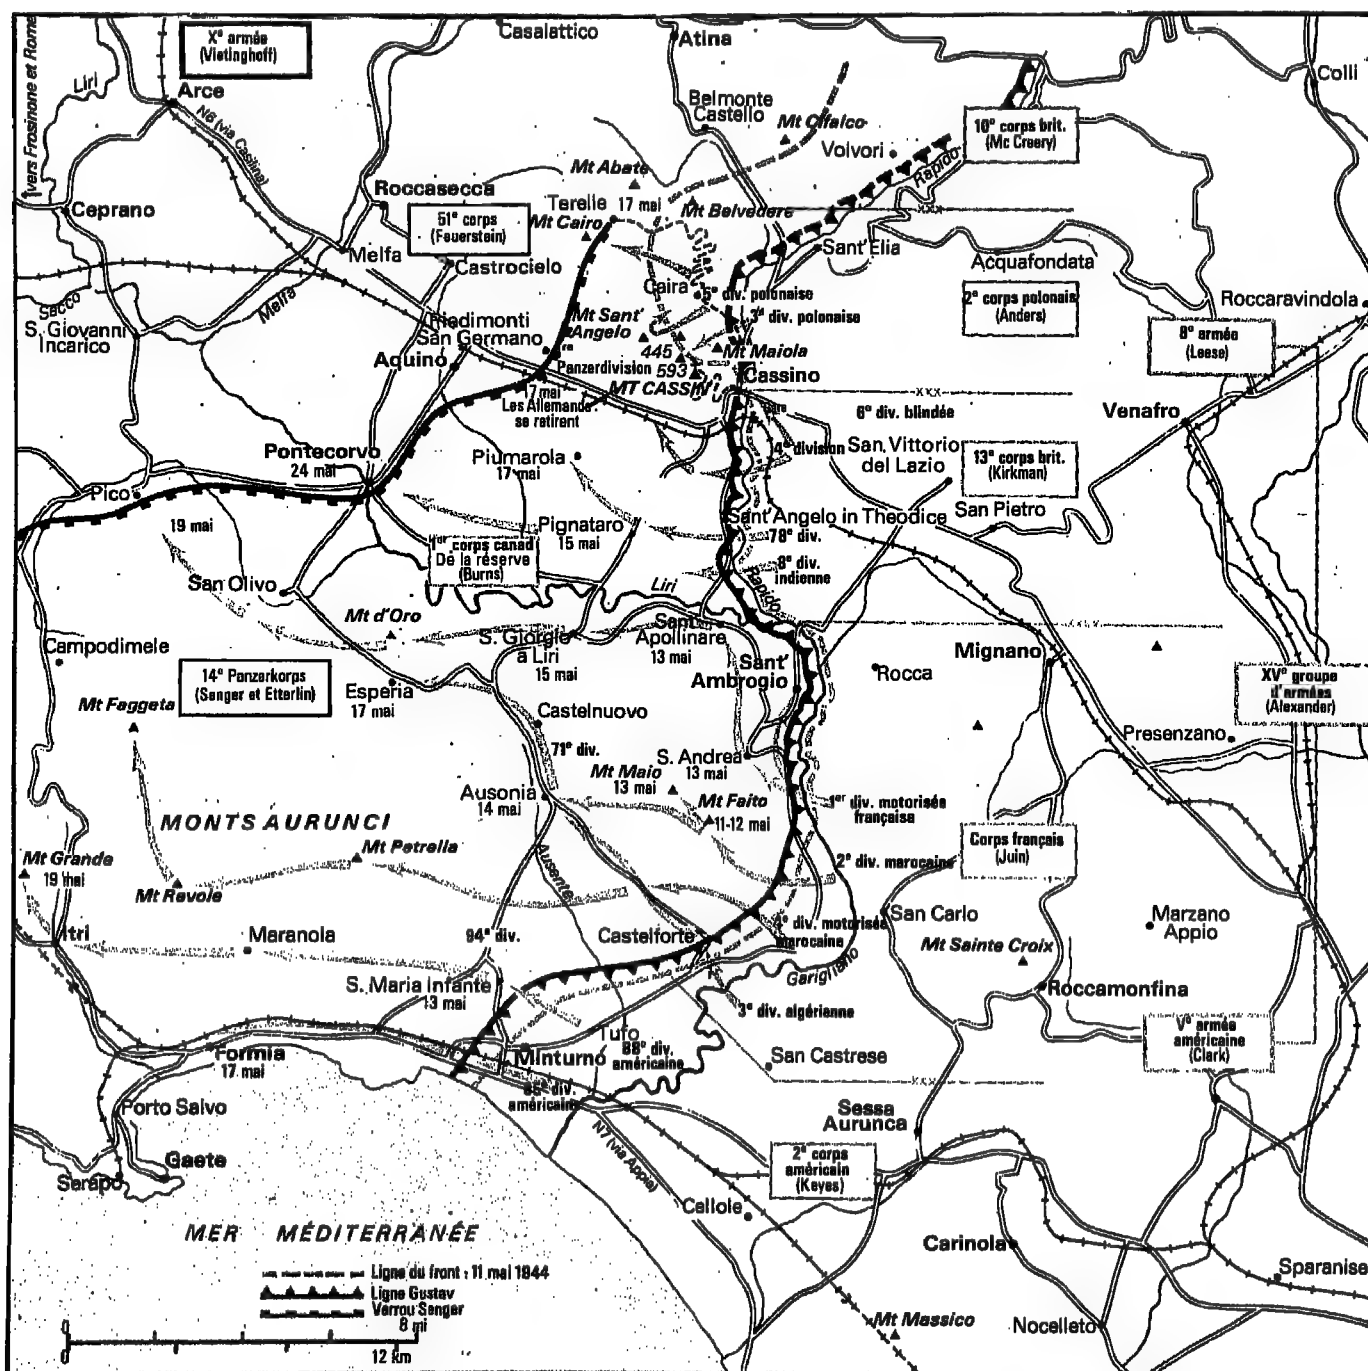 Xᵉ armée
(Vietinghoff)
Casalattico
Atina
Colli
vers Frosinone et Rome
Liri
Arce
N6 (via Casilina)
Belmonte
Castello
Mt Cifalco
Volvori
Rapido
10ᵉ corps brit.
(Mc Creery)
Mt Abate
Roccasecca
Ceprano
51ᵉ corps
(Feuerstein)
Terelle
17 mai
Mt Cairo
Mt Belvedere
Sant'Elia
Melfa
Castrocielo
Acquafondata
Sacco
Melfa
Caira
5ᵉ div. polonaise
2ᵉ corps polonais
(Anders)
Roccaravindola
S. Giovanni
Incarico
Piedimonti
San Germano
Mt Sant'
Angelo
3ᵉ div. polonaise
8ᵉ armée
(Leese)
445
Mt Maiola
Aquino
1ʳᵉ
Panzerdivision
593
MT CASSIN
Cassino
17 mai
Les Allemands
se retirent
XXX
6ᵉ div. blindée
Venafro
Gare
Pontecorvo
24 mai
Piumarola
17 mai
4ᵉ division
San Vittorio
del Lazio
13ᵉ corps brit.
(Kirkman)
Pico
19 mai
Pignataro
15 mai
Sant'Angelo in Theodice
San Pietro
78ᵉ div.
1ᵉʳ corps canad
De la réserve
(Burns)
8ᵉ div.
indienne
San Olivo
Liri
Rapido
Mt d'Oro
S. Giorgio
à Liri
15 mai
Sant'
Apollinare
13 mai
XXX
Campodimele
Sant'
Ambrogio
Rocca
Mignano
14ᵉ Panzerkorps
(Senger et Etterlin)
Esperia
17 mai
XVᵉ groupe
d'armées
(Alexander)
Mt Faggeta
Castelnuovo
71ᵉ div.
Presenzano
S. Andrea
13 mai
Mt Maio
13 mai
Ausonia
14 mai
Mt Faito
11-12 mai
1ᵉʳ div. motorisée
française
MONTS AURUNCI
Corps français
(Juin)
Mt Grande
19 mai
Mt Petrella
Ausente
2ᵉ div. marocaine
Mt Revole
San Carlo
Marzano
Appio
Itri
Maranola
94ᵉ div.
Castelforte
4ᵉ div. motorisée
marocaine
Mt Sainte Croix
Garigliano
S. Maria Infante
13 mai
Roccamonfina
3ᵉ div. algérienne
Vᵉ armée
américaine
(Clark)
Formia
17 mai
Minturno
Tufo
88ᵉ div.
américaine
San Castrese
XXX
85ᵉ div.
américaine
Porto Salvo
Sessa
Aurunca
N7 (via Appia)
Gaete
Serapo
2ᵉ corps
américain
(Keyes)
Cellole
MER MÉDITERRANÉE
Carinola
Ligne du front : 11 mai 1944
Ligne Gustav
Verrou Senger
Sparanise
Mt Massico
Nocelleto
0
8 mi
0
12 km